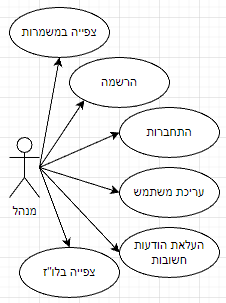 צפייה במשמרות
הרשמה
התחברות
עריכת משתמש
מנהל
העלאת הודעות
חשובות
צפייה בלו"ז